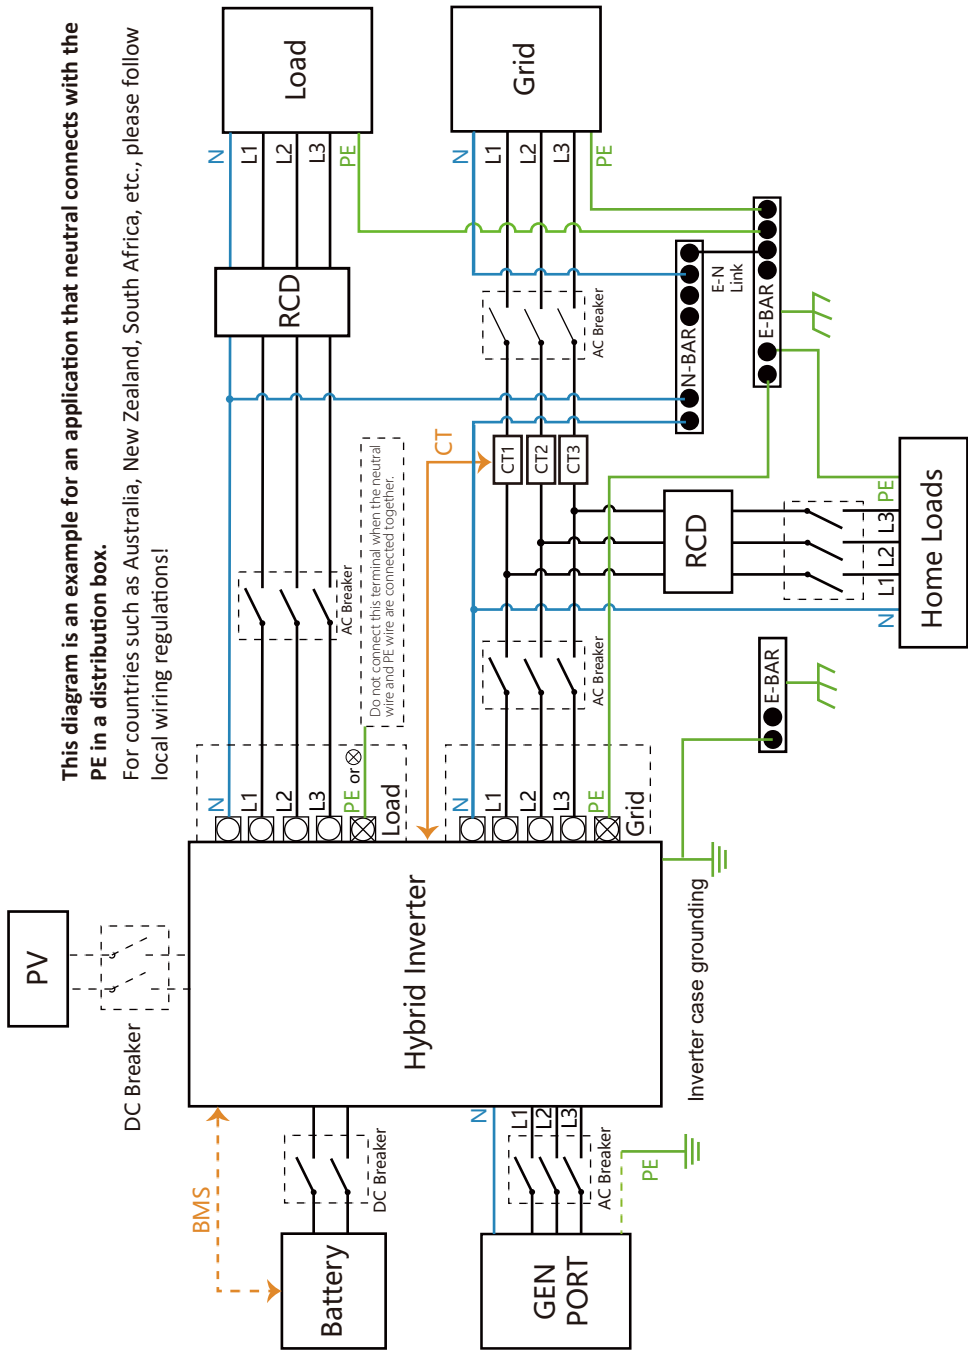 This diagram is an example for an application that neutral connects with the
PE in a distribution box.
For countries such as Australia, New Zealand, South Africa, etc., please follow
local wiring regulations!
PV
DC Breaker
BMS
Battery
DC Breaker
GEN
PORT
N
L1
L2
L3
AC Breaker
PE
Hybrid Inverter
Inverter case grounding
N
L1
L2
L3
PE or
Load
Do not connect this terminal when the neutral
wire and PE wire are connected together.
AC Breaker
RCD
N
L1
L2
L3
PE
Load
CT
N
L1
L2
L3
PE
Grid
AC Breaker
CT1
CT2
CT3
AC Breaker
N
L1
L2
L3
PE
Grid
N-BAR
E-N
Link
E-BAR
RCD
N
L1
L2
L3
PE
Home Loads
E-BAR